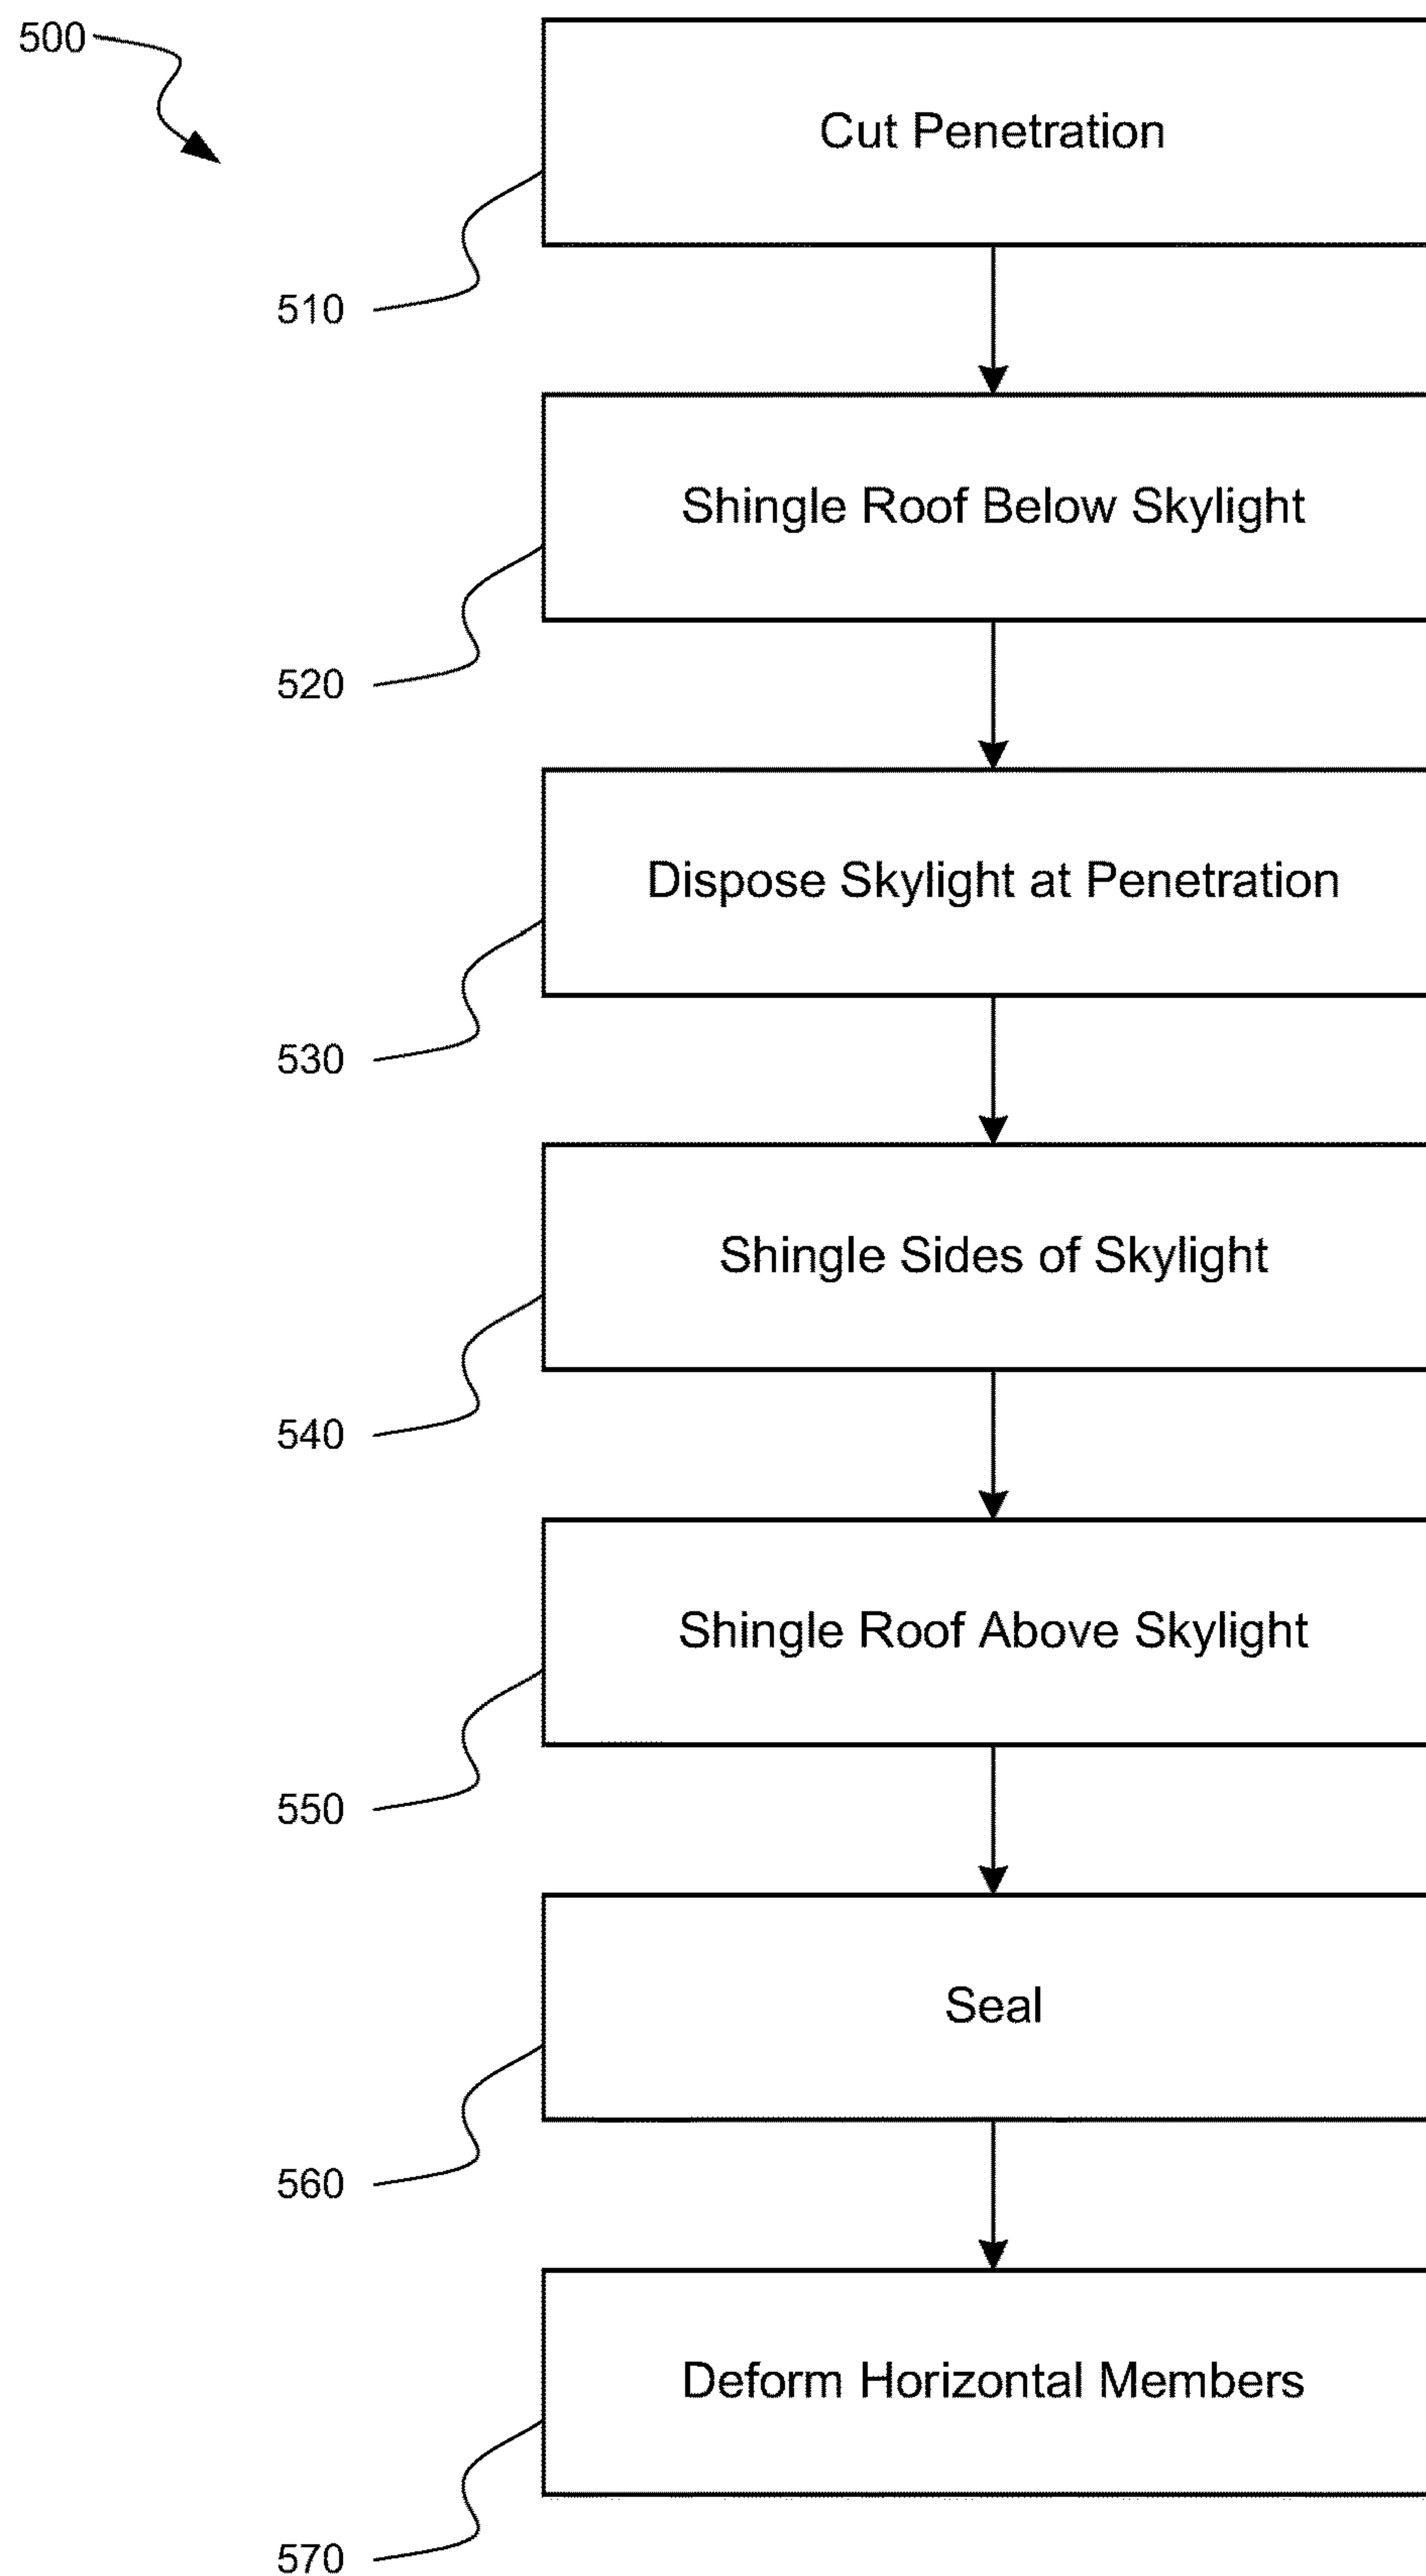 500
Cut Penetration
510
Shingle Roof Below Skylight
520
Dispose Skylight at Penetration
530
Shingle Sides of Skylight
540
Shingle Roof Above Skylight
550
Seal
560
Deform Horizontal Members
570